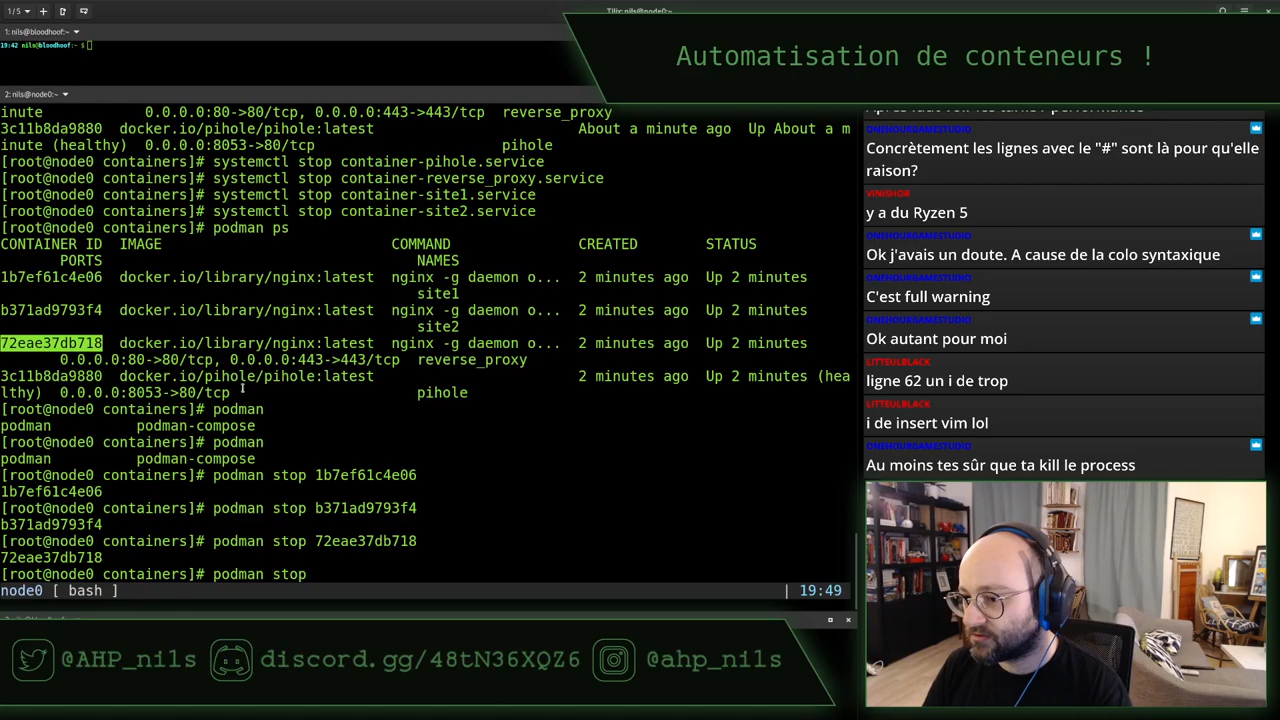 1/5
Tilix: nils@node0:~
1: nils@bloodhoof:~
19:42 nils@bloodhoof:~ $
Automatisation de conteneurs !
2: nils@node0:~
inute 0.0.0.0:80->80/tcp, 0.0.0.0:443->443/tcp reverse_proxy
3c11b8da9880 docker.io/pihole/pihole:latest About a minute ago Up About a m
inute (healthy) 0.0.0.0:8053->80/tcp pihole
[root@node0 containers]# systemctl stop container-pihole.service
[root@node0 containers]# systemctl stop container-reverse_proxy.service
[root@node0 containers]# systemctl stop container-site1.service
[root@node0 containers]# systemctl stop container-site2.service
[root@node0 containers]# podman ps
CONTAINER ID IMAGE COMMAND CREATED STATUS
PORTS NAMES
1b7ef61c4e06 docker.io/library/nginx:latest nginx -g daemon o... 2 minutes ago Up 2 minutes
site1
b371ad9793f4 docker.io/library/nginx:latest nginx -g daemon o... 2 minutes ago Up 2 minutes
site2
72eae37db718 docker.io/library/nginx:latest nginx -g daemon o... 2 minutes ago Up 2 minutes
0.0.0.0:80->80/tcp, 0.0.0.0:443->443/tcp reverse_proxy
3c11b8da9880 docker.io/pihole/pihole:latest 2 minutes ago Up 2 minutes (hea
lthy) 0.0.0.0:8053->80/tcp pihole
[root@node0 containers]# podman
podman podman-compose
[root@node0 containers]# podman
podman podman-compose
[root@node0 containers]# podman stop 1b7ef61c4e06
1b7ef61c4e06
[root@node0 containers]# podman stop b371ad9793f4
b371ad9793f4
[root@node0 containers]# podman stop 72eae37db718
72eae37db718
[root@node0 containers]# podman stop
node0 [ bash ] | 19:49
ONEHOURGAMESTUDIO
Concrètement les lignes avec le "#" sont là pour qu'elle
raison?
VINISHOR
y a du Ryzen 5
ONEHOURGAMESTUDIO
Ok j'avais un doute. A cause de la colo syntaxique
ONEHOURGAMESTUDIO
C'est full warning
ONEHOURGAMESTUDIO
Ok autant pour moi
LITTEULBLACK
ligne 62 un i de trop
LITTEULBLACK
i de insert vim lol
ONEHOURGAMESTUDIO
Au moins tes sûr que ta kill le process
@AHP_nils discord.gg/48tN36XQZ6 @ahp_nils